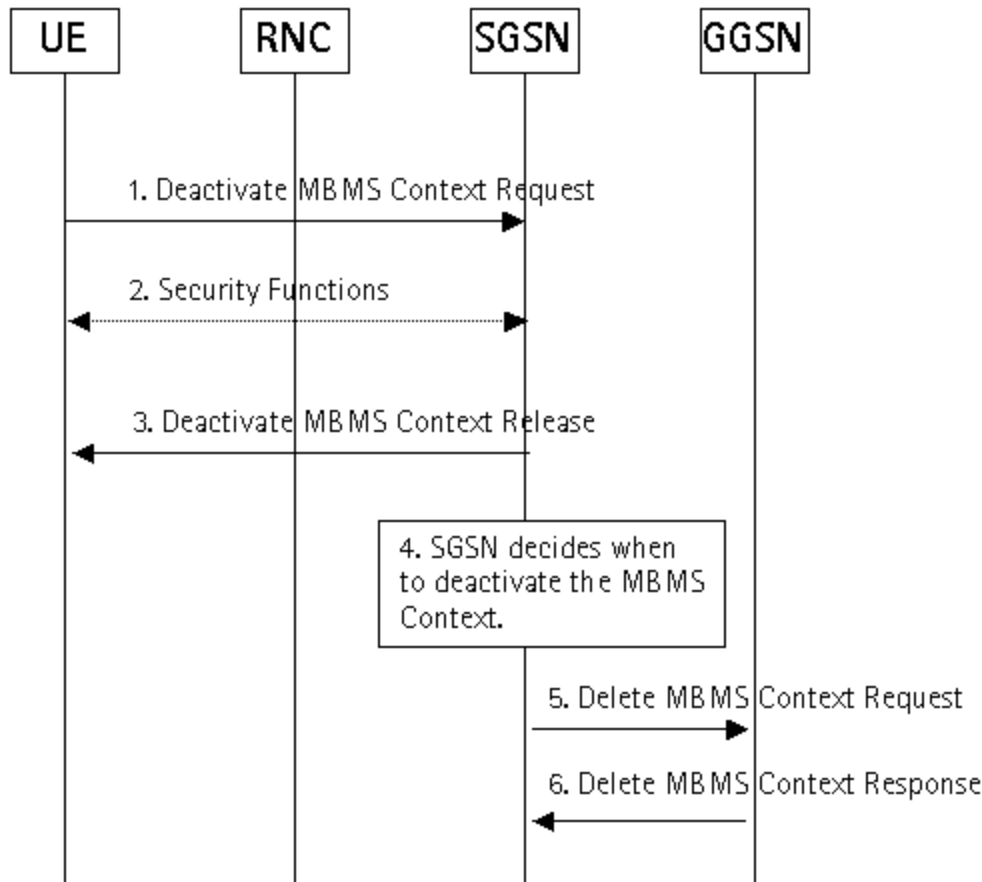 UE
RNC
SGSN
GGSN
1. Deactivate MBMS Context Request
2. Security Functions
3. Deactivate MBMS Context Release
4. SGSN decides when
to deactivate the MBMS
Context.
5. Delete MBMS Context Request
6. Delete MBMS Context Response